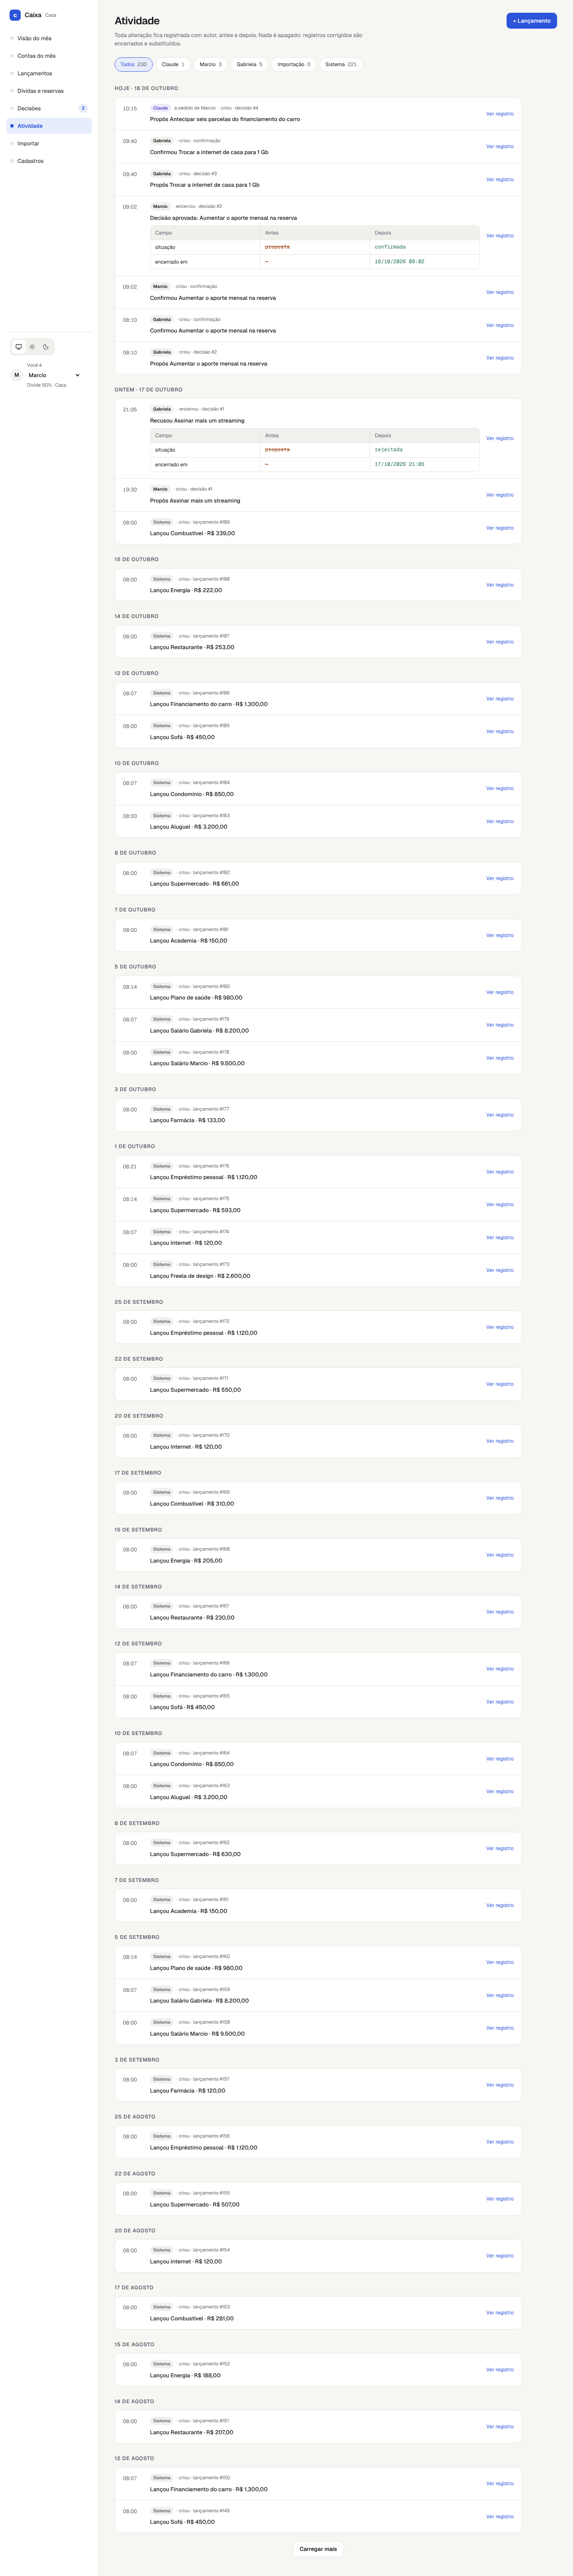 c Caixa Casa
Visão do mês
Contas do mês
Lançamentos
Dívidas e reservas
Decisões 2
Atividade
Importar
Cadastros
Você é
M Marcio
Divide 50% · Casa
Atividade
Toda alteração fica registrada com autor, antes e depois. Nada é apagado: registros corrigidos são
encerrados e substituídos.
+ Lançamento
Todos 230 Claude 1 Marcio 3 Gabriela 5 Importação 0 Sistema 221
HOJE · 18 DE OUTUBRO
10:15 Claude a pedido de Marcio · criou · decisão #4
Propôs Antecipar seis parcelas do financiamento do carro
Ver registro
09:40 Gabriela · criou · confirmação
Confirmou Trocar a internet de casa para 1 Gb
Ver registro
09:40 Gabriela · criou · decisão #3
Propôs Trocar a internet de casa para 1 Gb
Ver registro
09:02 Marcio · encerrou · decisão #2
Decisão aprovada: Aumentar o aporte mensal na reserva
Campo Antes Depois
situação proposta confirmada
encerrado em — 18/10/2026 09:02
Ver registro
09:02 Marcio · criou · confirmação
Confirmou Aumentar o aporte mensal na reserva
Ver registro
08:10 Gabriela · criou · confirmação
Confirmou Aumentar o aporte mensal na reserva
Ver registro
08:10 Gabriela · criou · decisão #2
Propôs Aumentar o aporte mensal na reserva
Ver registro
ONTEM · 17 DE OUTUBRO
21:05 Gabriela · encerrou · decisão #1
Recusou Assinar mais um streaming
Campo Antes Depois
situação proposta rejeitada
encerrado em — 17/10/2026 21:05
Ver registro
19:30 Marcio · criou · decisão #1
Propôs Assinar mais um streaming
Ver registro
08:00 Sistema · criou · lançamento #189
Lançou Combustível · R$ 339,00
Ver registro
15 DE OUTUBRO
08:00 Sistema · criou · lançamento #188
Lançou Energia · R$ 222,00
Ver registro
14 DE OUTUBRO
08:00 Sistema · criou · lançamento #187
Lançou Restaurante · R$ 253,00
Ver registro
12 DE OUTUBRO
08:07 Sistema · criou · lançamento #186
Lançou Financiamento do carro · R$ 1.300,00
Ver registro
08:00 Sistema · criou · lançamento #185
Lançou Sofá · R$ 450,00
Ver registro
10 DE OUTUBRO
08:07 Sistema · criou · lançamento #184
Lançou Condomínio · R$ 850,00
Ver registro
08:00 Sistema · criou · lançamento #183
Lançou Aluguel · R$ 3.200,00
Ver registro
8 DE OUTUBRO
08:00 Sistema · criou · lançamento #182
Lançou Supermercado · R$ 661,00
Ver registro
7 DE OUTUBRO
08:00 Sistema · criou · lançamento #181
Lançou Academia · R$ 150,00
Ver registro
5 DE OUTUBRO
08:14 Sistema · criou · lançamento #180
Lançou Plano de saúde · R$ 980,00
Ver registro
08:07 Sistema · criou · lançamento #179
Lançou Salário Gabriela · R$ 8.200,00
Ver registro
08:00 Sistema · criou · lançamento #178
Lançou Salário Marcio · R$ 9.500,00
Ver registro
3 DE OUTUBRO
08:00 Sistema · criou · lançamento #177
Lançou Farmácia · R$ 133,00
Ver registro
1 DE OUTUBRO
08:21 Sistema · criou · lançamento #176
Lançou Empréstimo pessoal · R$ 1.120,00
Ver registro
08:14 Sistema · criou · lançamento #175
Lançou Supermercado · R$ 593,00
Ver registro
08:07 Sistema · criou · lançamento #174
Lançou Internet · R$ 120,00
Ver registro
08:00 Sistema · criou · lançamento #173
Lançou Freela de design · R$ 2.600,00
Ver registro
25 DE SETEMBRO
08:00 Sistema · criou · lançamento #172
Lançou Empréstimo pessoal · R$ 1.120,00
Ver registro
22 DE SETEMBRO
08:00 Sistema · criou · lançamento #171
Lançou Supermercado · R$ 550,00
Ver registro
20 DE SETEMBRO
08:00 Sistema · criou · lançamento #170
Lançou Internet · R$ 120,00
Ver registro
17 DE SETEMBRO
08:00 Sistema · criou · lançamento #169
Lançou Combustível · R$ 310,00
Ver registro
15 DE SETEMBRO
08:00 Sistema · criou · lançamento #168
Lançou Energia · R$ 205,00
Ver registro
14 DE SETEMBRO
08:00 Sistema · criou · lançamento #167
Lançou Restaurante · R$ 230,00
Ver registro
12 DE SETEMBRO
08:07 Sistema · criou · lançamento #166
Lançou Financiamento do carro · R$ 1.300,00
Ver registro
08:00 Sistema · criou · lançamento #165
Lançou Sofá · R$ 450,00
Ver registro
10 DE SETEMBRO
08:07 Sistema · criou · lançamento #164
Lançou Condomínio · R$ 850,00
Ver registro
08:00 Sistema · criou · lançamento #163
Lançou Aluguel · R$ 3.200,00
Ver registro
8 DE SETEMBRO
08:00 Sistema · criou · lançamento #162
Lançou Supermercado · R$ 630,00
Ver registro
7 DE SETEMBRO
08:00 Sistema · criou · lançamento #161
Lançou Academia · R$ 150,00
Ver registro
5 DE SETEMBRO
08:14 Sistema · criou · lançamento #160
Lançou Plano de saúde · R$ 980,00
Ver registro
08:07 Sistema · criou · lançamento #159
Lançou Salário Gabriela · R$ 8.200,00
Ver registro
08:00 Sistema · criou · lançamento #158
Lançou Salário Marcio · R$ 9.500,00
Ver registro
3 DE SETEMBRO
08:00 Sistema · criou · lançamento #157
Lançou Farmácia · R$ 120,00
Ver registro
25 DE AGOSTO
08:00 Sistema · criou · lançamento #156
Lançou Empréstimo pessoal · R$ 1.120,00
Ver registro
22 DE AGOSTO
08:00 Sistema · criou · lançamento #155
Lançou Supermercado · R$ 507,00
Ver registro
20 DE AGOSTO
08:00 Sistema · criou · lançamento #154
Lançou Internet · R$ 120,00
Ver registro
17 DE AGOSTO
08:00 Sistema · criou · lançamento #153
Lançou Combustível · R$ 281,00
Ver registro
15 DE AGOSTO
08:00 Sistema · criou · lançamento #152
Lançou Energia · R$ 188,00
Ver registro
14 DE AGOSTO
08:00 Sistema · criou · lançamento #151
Lançou Restaurante · R$ 207,00
Ver registro
12 DE AGOSTO
08:07 Sistema · criou · lançamento #150
Lançou Financiamento do carro · R$ 1.300,00
Ver registro
08:00 Sistema · criou · lançamento #149
Lançou Sofá · R$ 450,00
Ver registro
Carregar mais